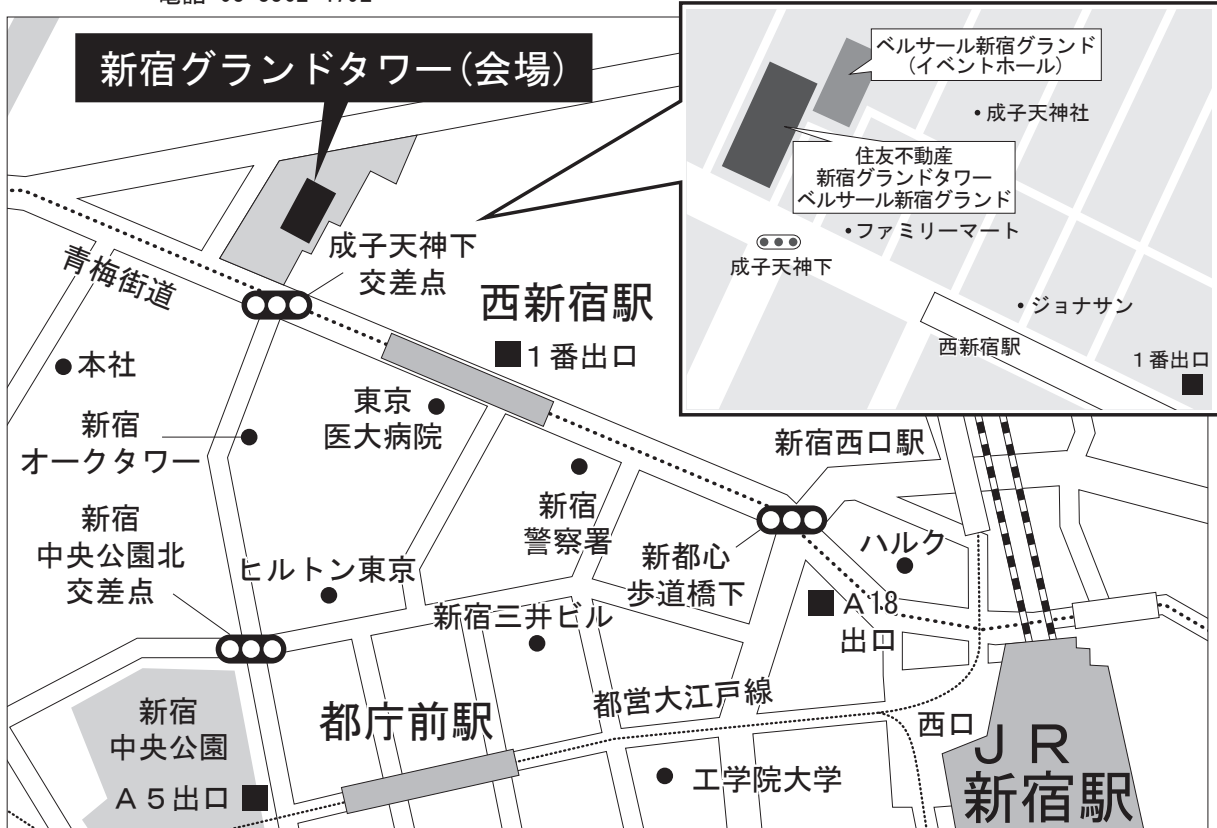 新宿グランドタワー(会場)
ベルサール新宿グランド
(イベントホール)
・成子天神社
住友不動産
新宿グランドタワー
ベルサール新宿グランド
・ファミリーマート
成子天神下
・ジョナサン
西新宿駅
1番出口
成子天神下
交差点
青梅街道
西新宿駅
1番出口
本社
東京
医大病院
新宿
オークタワー
新宿西口駅
新宿
警察署
新宿
中央公園北
交差点
ヒルトン東京
新都心
歩道橋下
ハルク
新宿三井ビル
A18
出口
都営大江戸線
新宿
中央公園
都庁前駅
西口
JR
新宿駅
A5出口
工学院大学